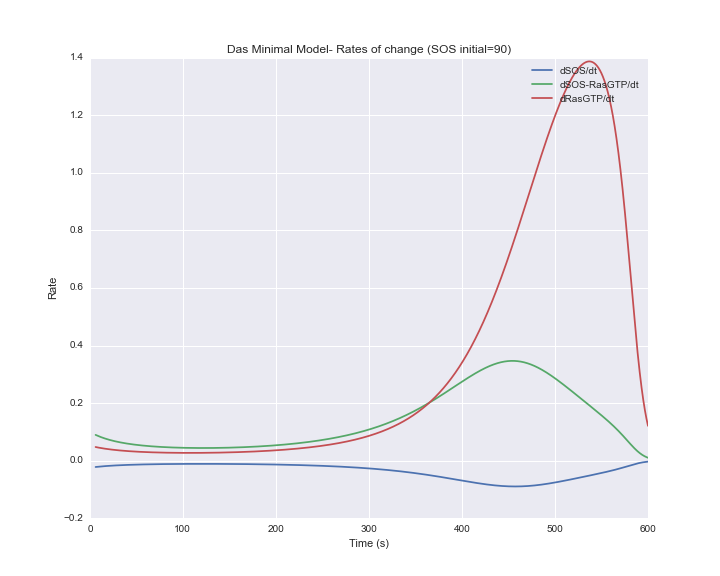 Das Minimal Model- Rates of change (SOS initial=90)
dSOS/dt
dSOS-RasGTP/dt
dRasGTP/dt
1.4
1.2
1.0
0.8
0.6
0.4
0.2
0.0
−0.2
Rate
0 100 200 300 400 500 600
Time (s)